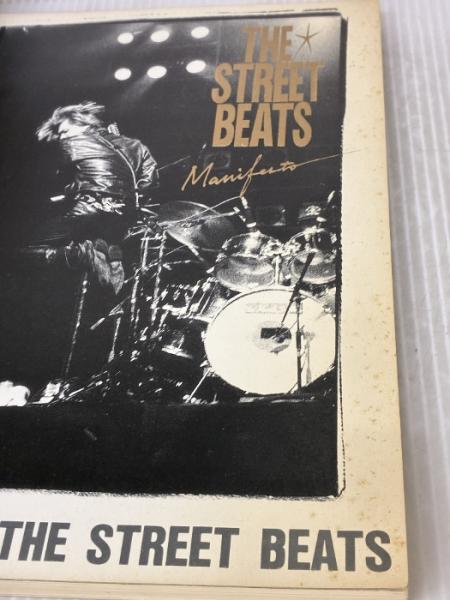 THE
STREET
BEATS
Manifesto
THE STREET BEATS